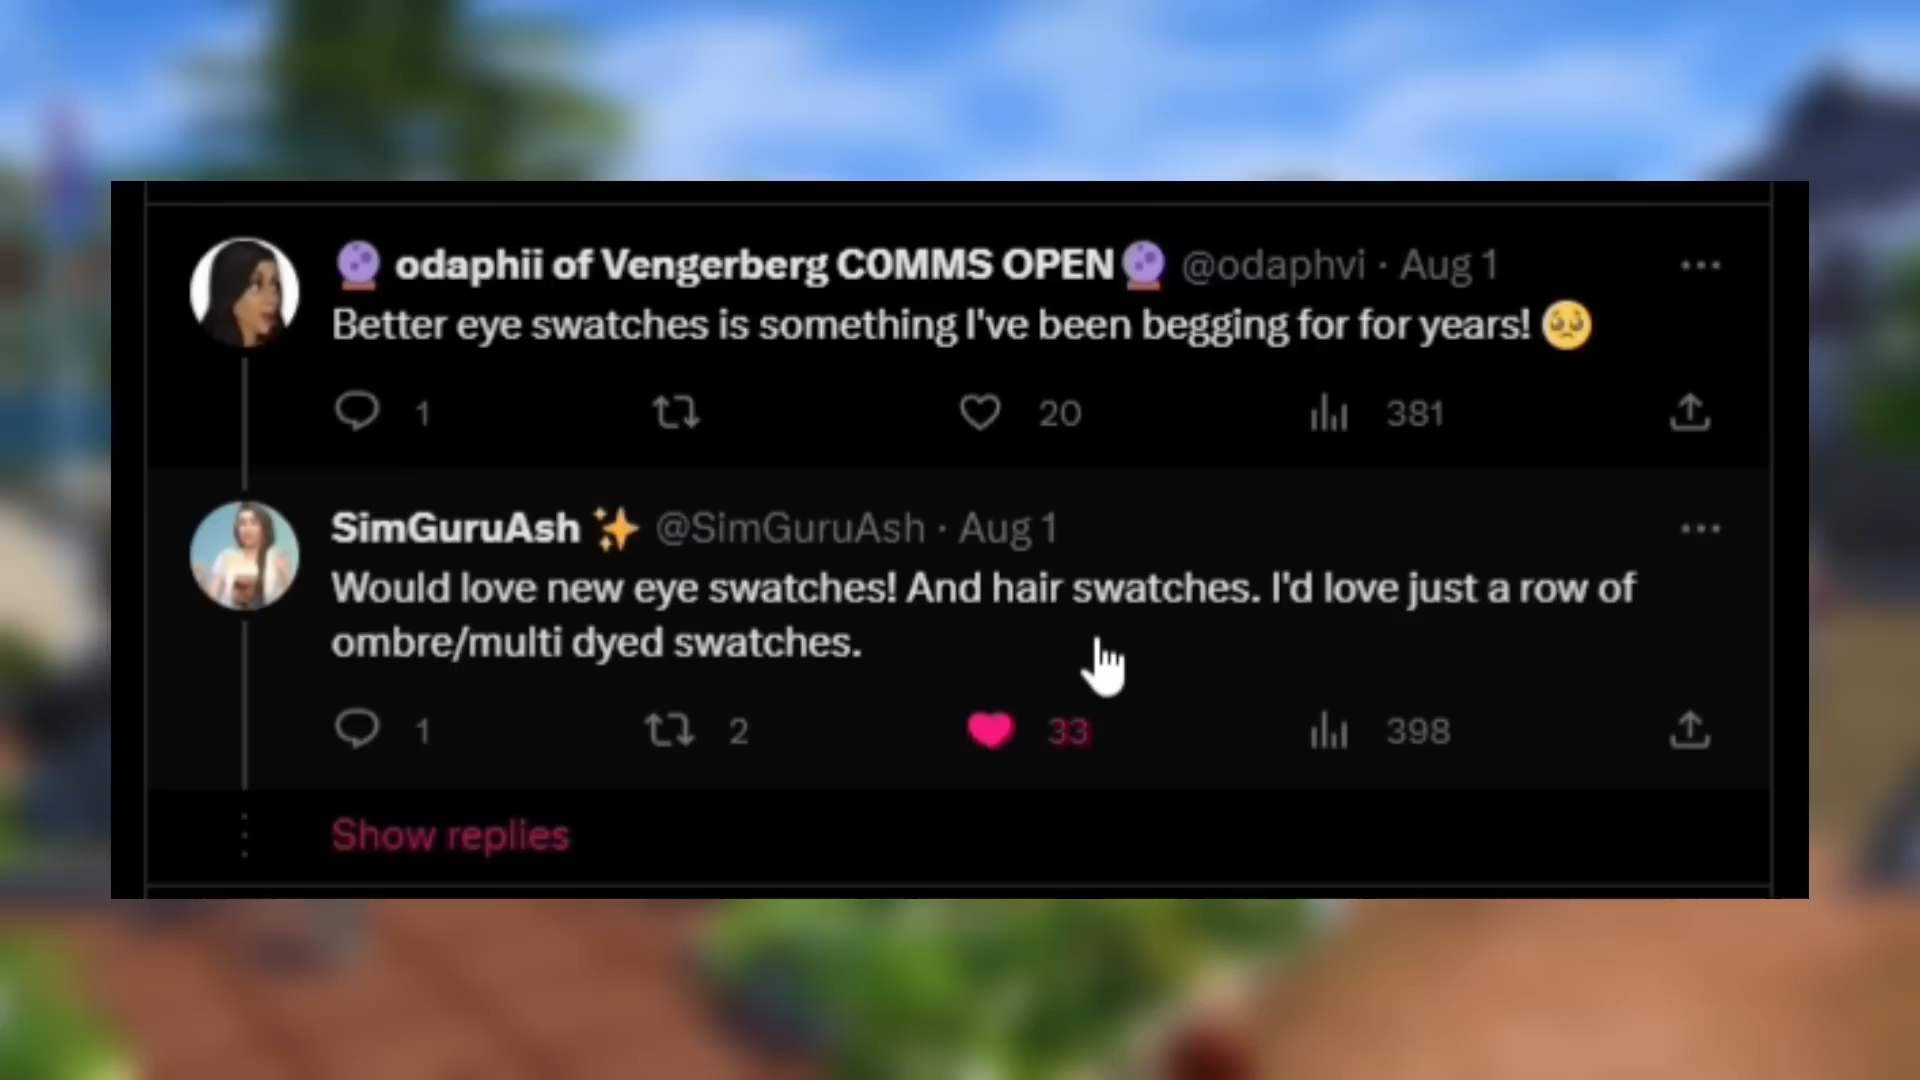 🔮 odaphii of Vengerberg C0MMS OPEN🔮 @odaphvi · Aug 1
Better eye swatches is something I've been begging for for years! 🥺
1 20 381
SimGuruAsh ✨ @SimGuruAsh · Aug 1
Would love new eye swatches! And hair swatches. I'd love just a row of
ombre/multi dyed swatches.
1 2 33 398
Show replies